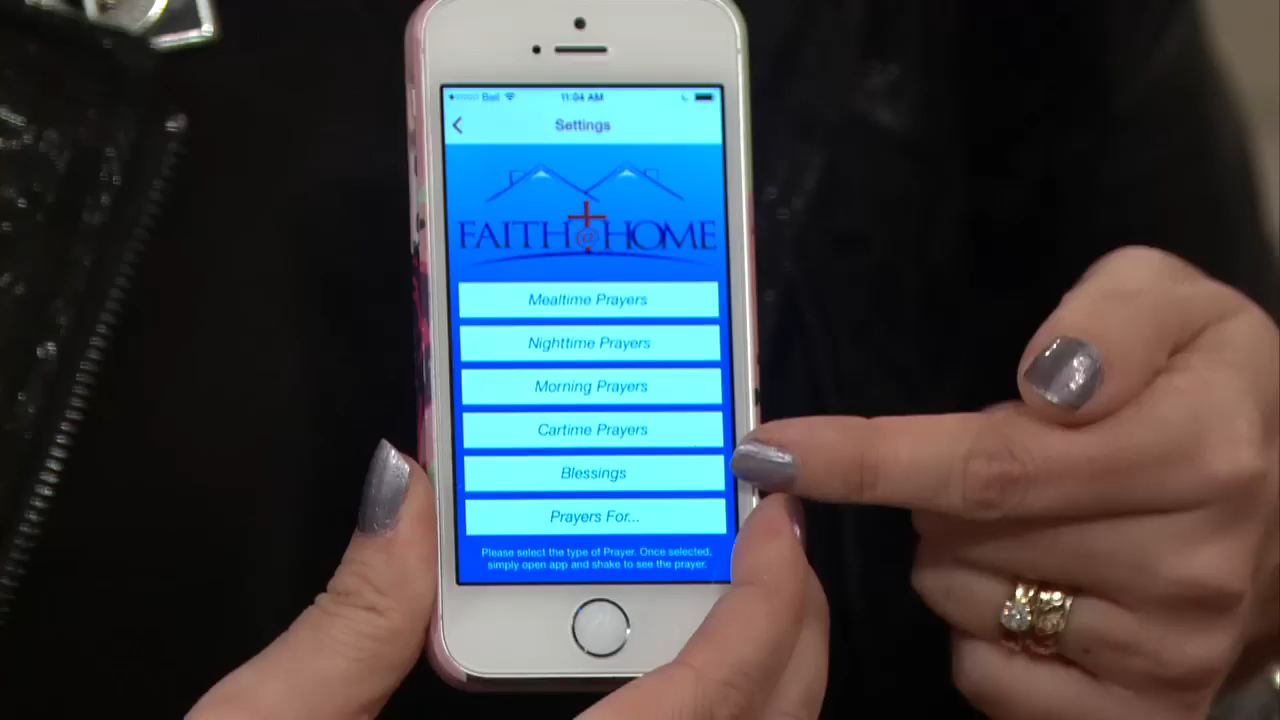 Bell 11:04 AM
Settings
FAITH@HOME
Mealtime Prayers
Nighttime Prayers
Morning Prayers
Cartime Prayers
Blessings
Prayers For...
Please select the type of Prayer. Once selected,
simply open app and shake to see the prayer.